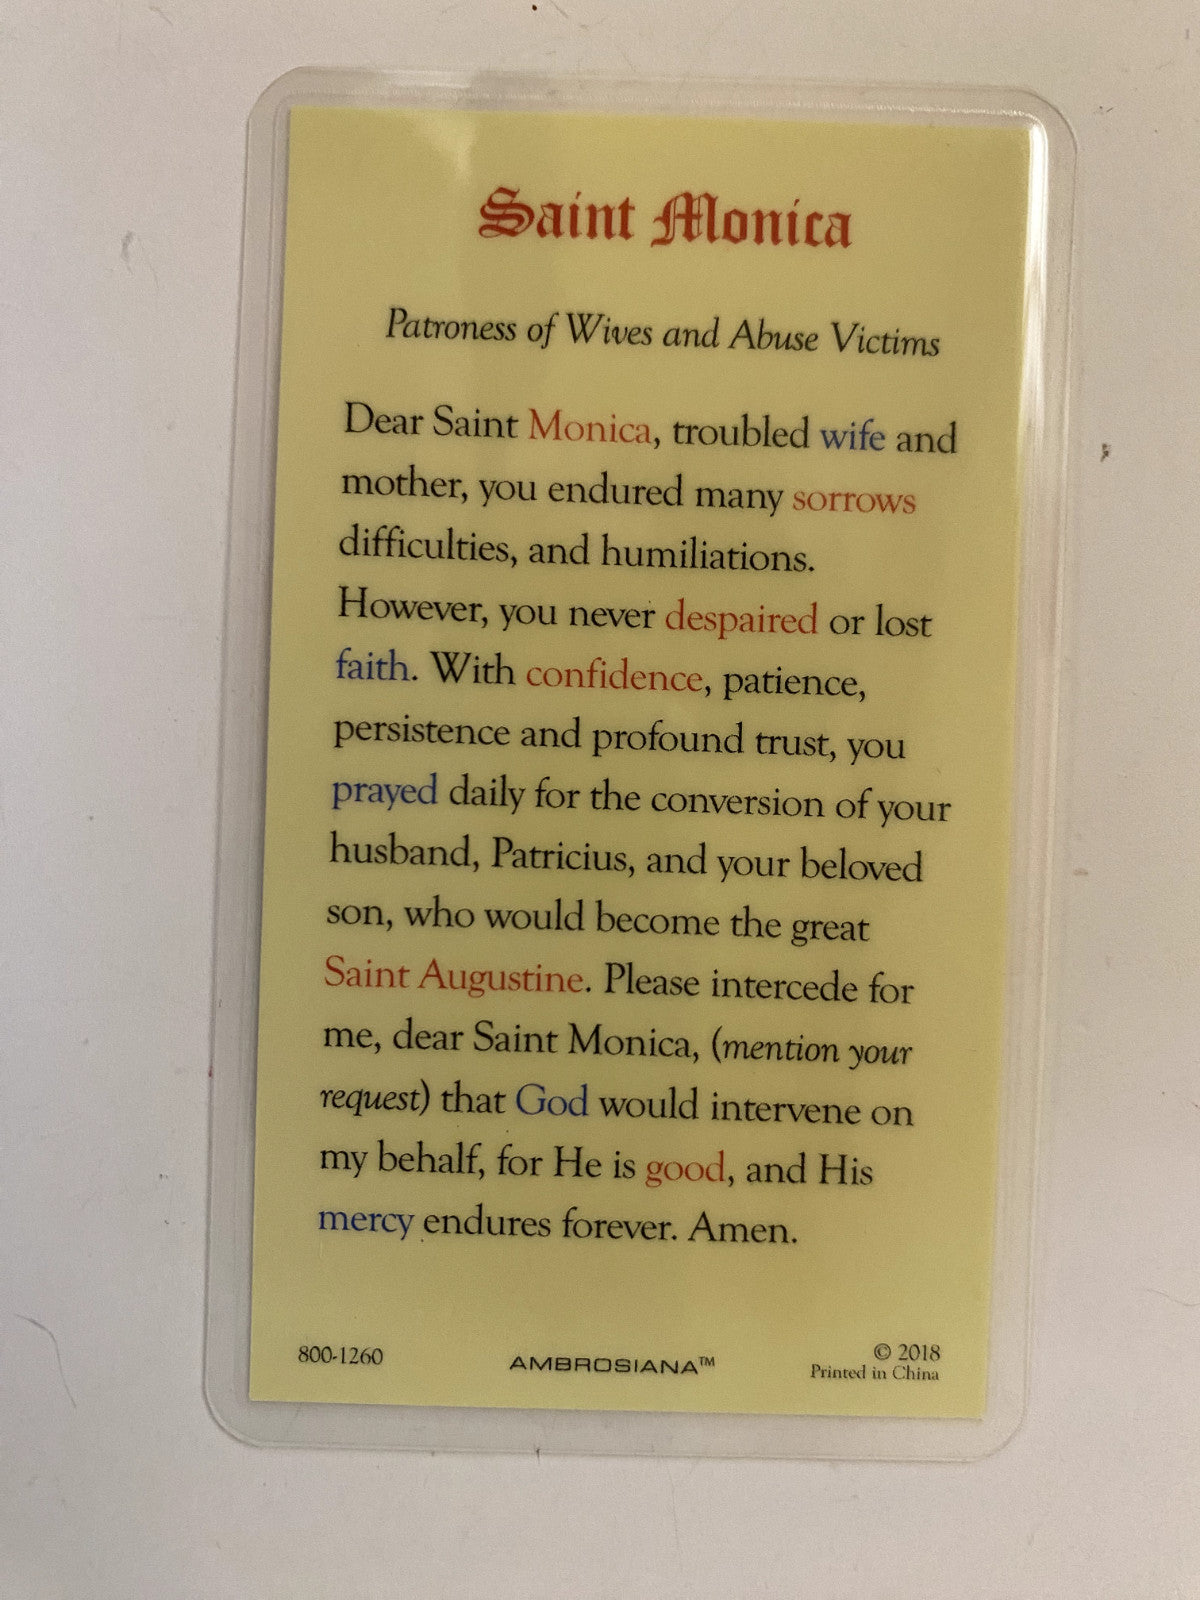 Saint Monica
Patroness of Wives and Abuse Victims
Dear Saint Monica, troubled wife and
mother, you endured many sorrows
difficulties, and humiliations.
However, you never despaired or lost
faith. With confidence, patience,
persistence and profound trust, you
prayed daily for the conversion of your
husband, Patricius, and your beloved
son, who would become the great
Saint Augustine. Please intercede for
me, dear Saint Monica, (mention your
request) that God would intervene on
my behalf, for He is good, and His
mercy endures forever. Amen.
800-1260
AMBROSIANA™
© 2018
Printed in China